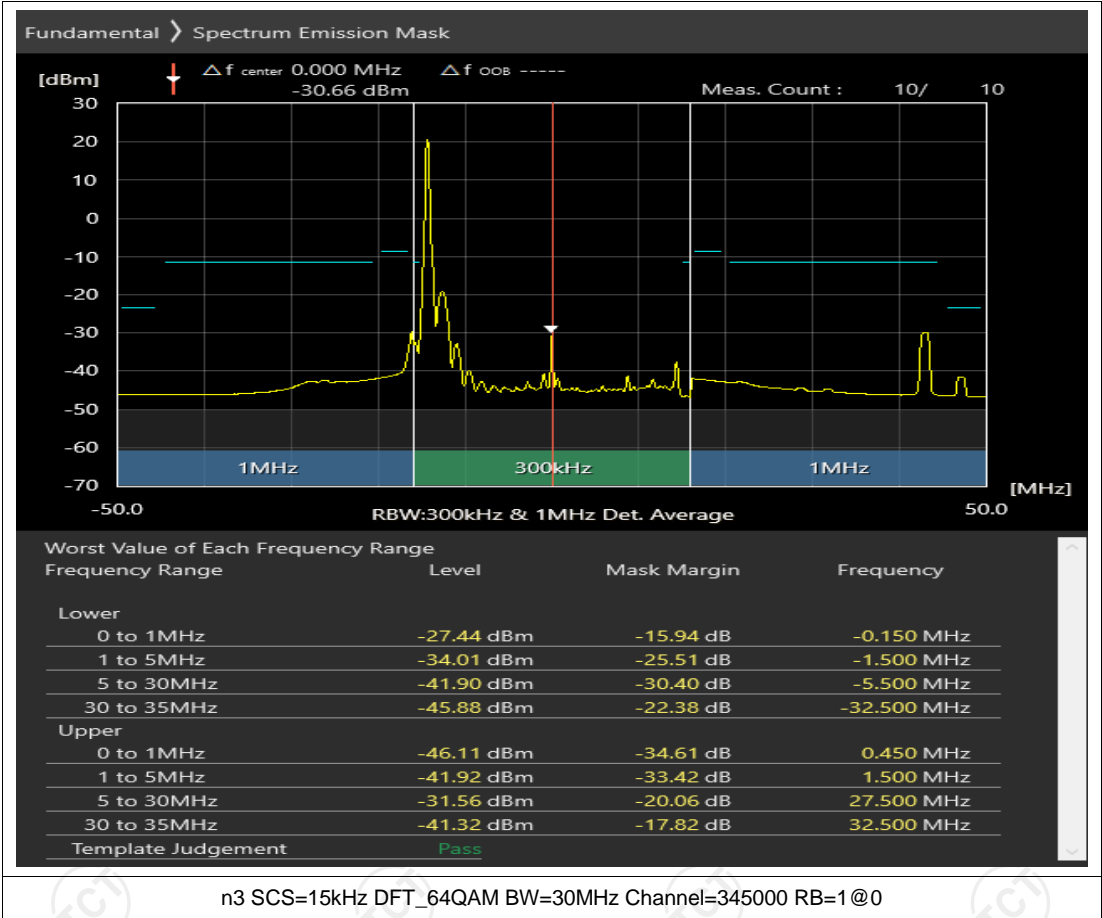 Fundamental 〉 Spectrum Emission Mask
[dBm]
△f center 0.000 MHz △f OOB -----
-30.66 dBm
Meas. Count : 10/ 10
30
20
10
0
-10
-20
-30
-40
-50
-60
-70
1MHz 300kHz 1MHz
[MHz]
-50.0 RBW:300kHz & 1MHz Det. Average 50.0
Worst Value of Each Frequency Range
Frequency Range Level Mask Margin Frequency
Lower
0 to 1MHz -27.44 dBm -15.94 dB -0.150 MHz
1 to 5MHz -34.01 dBm -25.51 dB -1.500 MHz
5 to 30MHz -41.90 dBm -30.40 dB -5.500 MHz
30 to 35MHz -45.88 dBm -22.38 dB -32.500 MHz
Upper
0 to 1MHz -46.11 dBm -34.61 dB 0.450 MHz
1 to 5MHz -41.92 dBm -33.42 dB 1.500 MHz
5 to 30MHz -31.56 dBm -20.06 dB 27.500 MHz
30 to 35MHz -41.32 dBm -17.82 dB 32.500 MHz
Template Judgement Pass
n3 SCS=15kHz DFT_64QAM BW=30MHz Channel=345000 RB=1@0
TCT TCT TCT